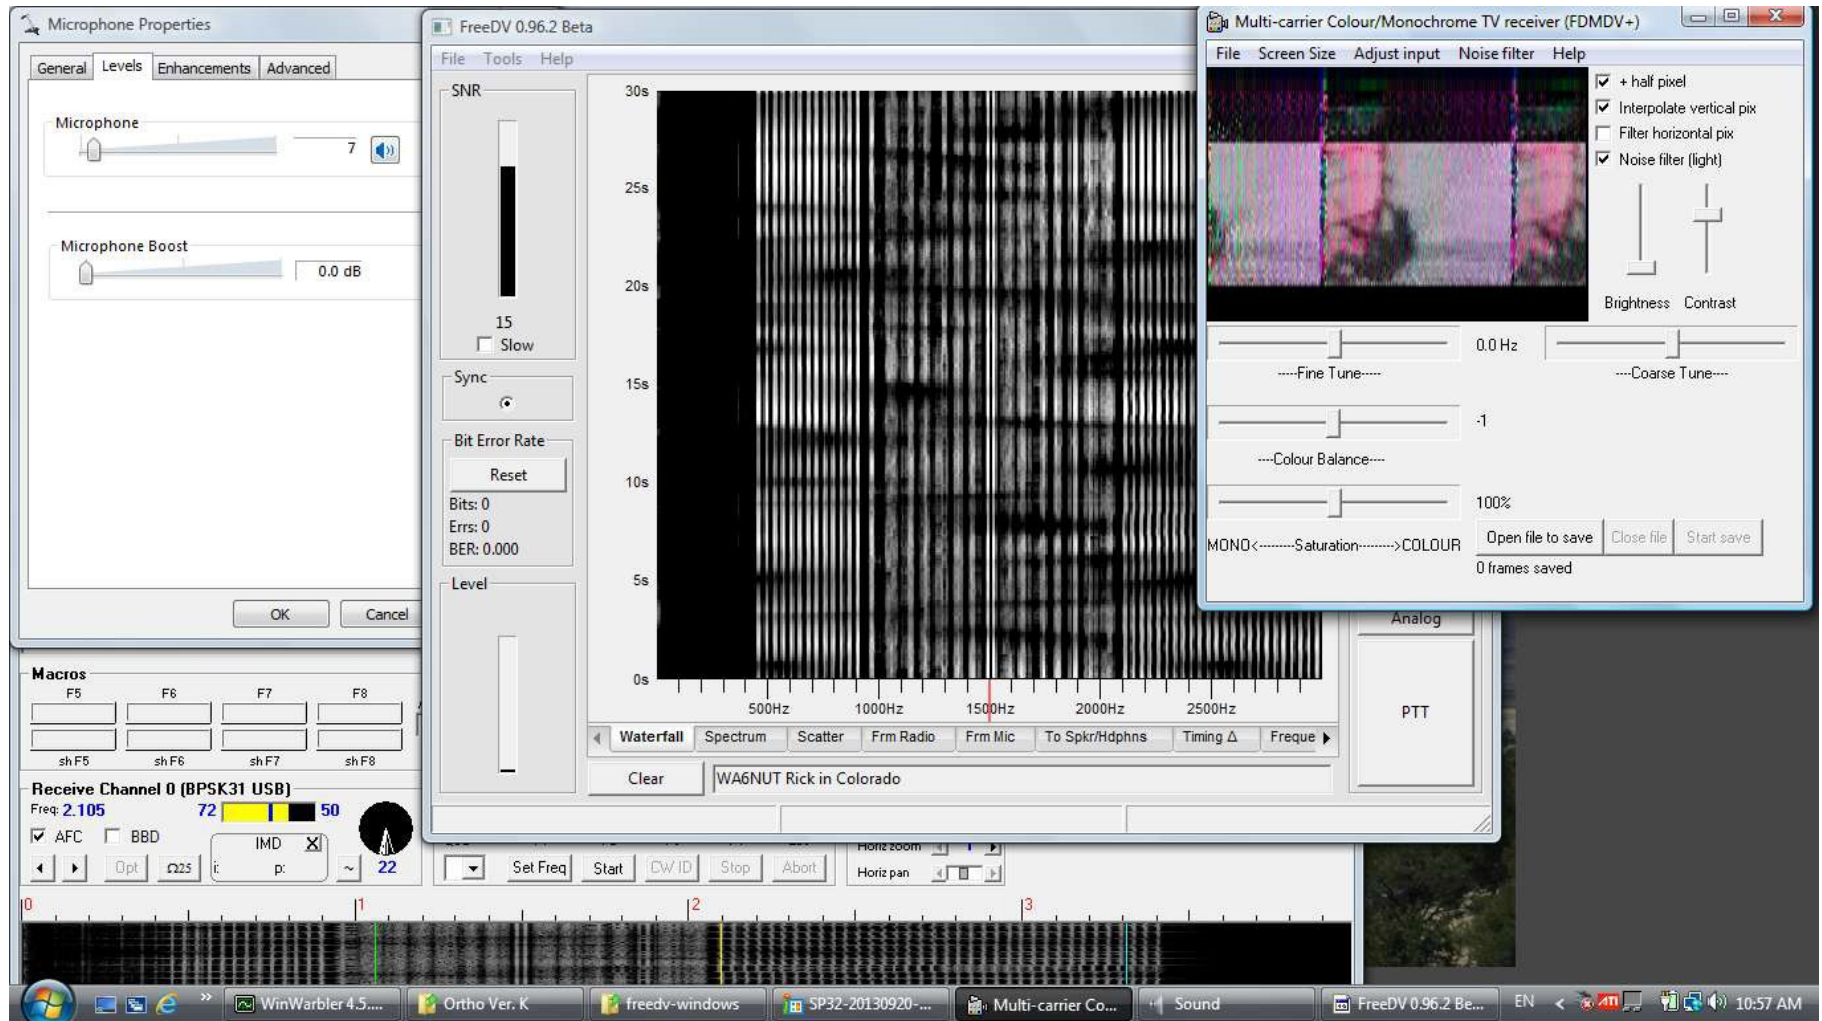 Microphone Properties
General Levels Enhancements Advanced
Microphone
7
Microphone Boost
0.0 dB
OK Cancel
FreeDV 0.96.2 Beta
File Tools Help
SNR
15
Slow
Sync
Bit Error Rate
Reset
Bits: 0
Errs: 0
BER: 0.000
Level
30s
25s
20s
15s
10s
5s
0s
500Hz 1000Hz 1500Hz 2000Hz 2500Hz
Waterfall Spectrum Scatter Frm Radio Frm Mic To Spkr/Hdphns Timing Δ Freque
Clear WA6NUT Rick in Colorado
Analog
PTT
Multi-carrier Colour/Monochrome TV receiver (FDMDV+)
File Screen Size Adjust input Noise filter Help
+ half pixel
Interpolate vertical pix
Filter horizontal pix
Noise filter (light)
Brightness Contrast
0.0 Hz
-----Fine Tune----- ----Coarse Tune----
-1
----Colour Balance----
100%
MONO<--------Saturation-------->COLOUR
Open file to save Close file Start save
0 frames saved
Macros
F5 F6 F7 F8
sh F5 sh F6 sh F7 sh F8
Receive Channel 0 (BPSK31 USB)
Freq: 2.105 72 50
AFC BBD IMD X
Opt Ω25 i: p: ~ 22
Set Freq Start CW ID Stop Abort
Horiz zoom 1
Horiz pan
0 1 2 3
WinWarbler 4.5.... Ortho Ver. K freedv-windows SP32-20130920-... Multi-carrier Co... Sound FreeDV 0.96.2 Be... EN < ATI 10:57 AM